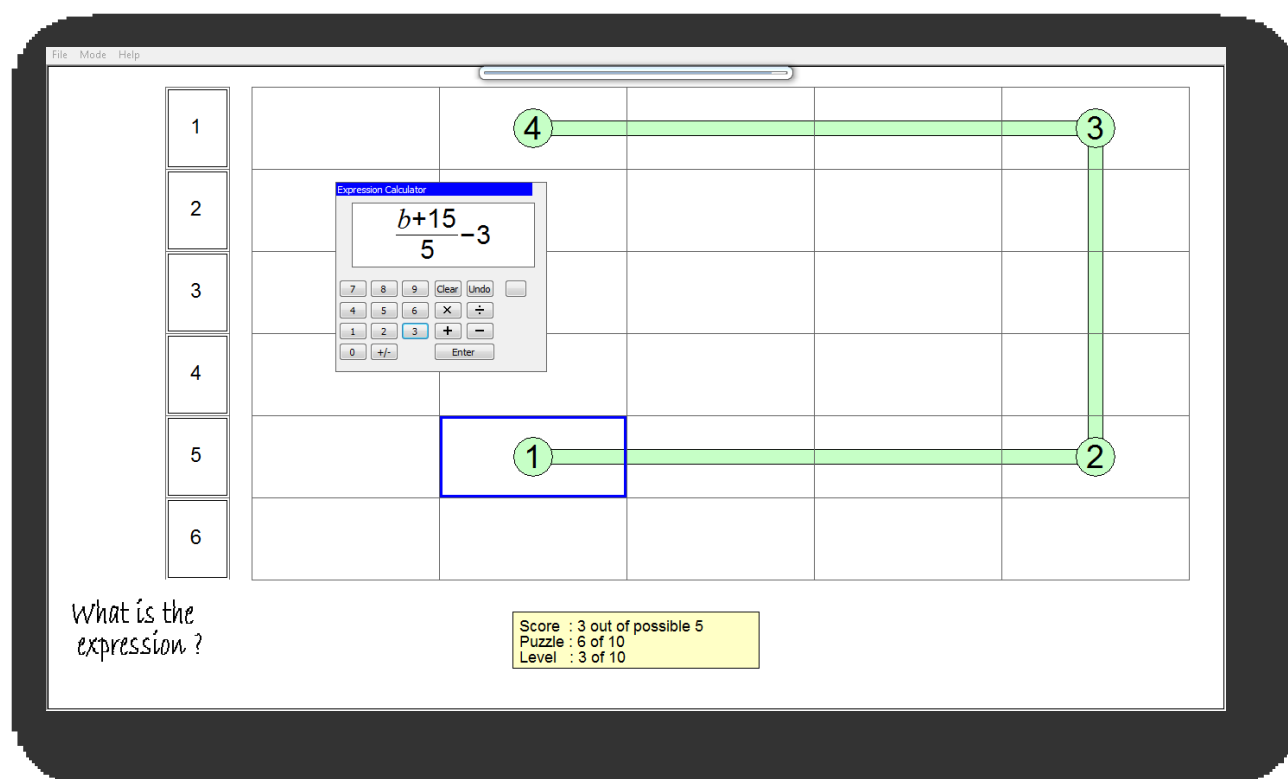 File Mode Help
1
4
3
2
Expression Calculator
b+15
5
−3
3
7 8 9 Clear Undo
4 5 6 × ÷
1 2 3 + −
0 +/- Enter
4
5
1
2
6
What is the
expression ?
Score : 3 out of possible 5
Puzzle : 6 of 10
Level : 3 of 10